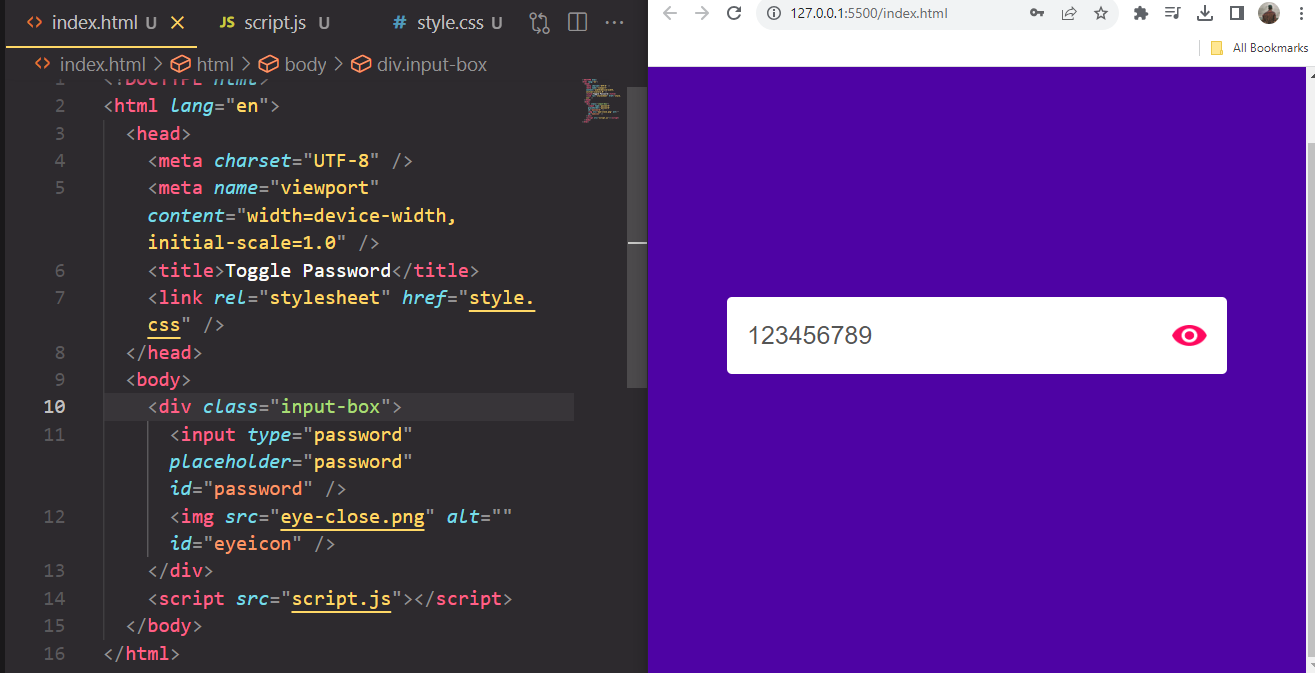 index.html U
JS script.js U
# style.css U
index.html > html > body > div.input-box
1 <!DOCTYPE html>
2 <html lang="en">
3 <head>
4 <meta charset="UTF-8" />
5 <meta name="viewport"
content="width=device-width,
initial-scale=1.0" />
6 <title>Toggle Password</title>
7 <link rel="stylesheet" href="style.
css" />
8 </head>
9 <body>
10 <div class="input-box">
11 <input type="password"
placeholder="password"
id="password" />
12 <img src="eye-close.png" alt=""
id="eyeicon" />
13 </div>
14 <script src="script.js"></script>
15 </body>
16 </html>
127.0.0.1:5500/index.html
All Bookmarks
123456789